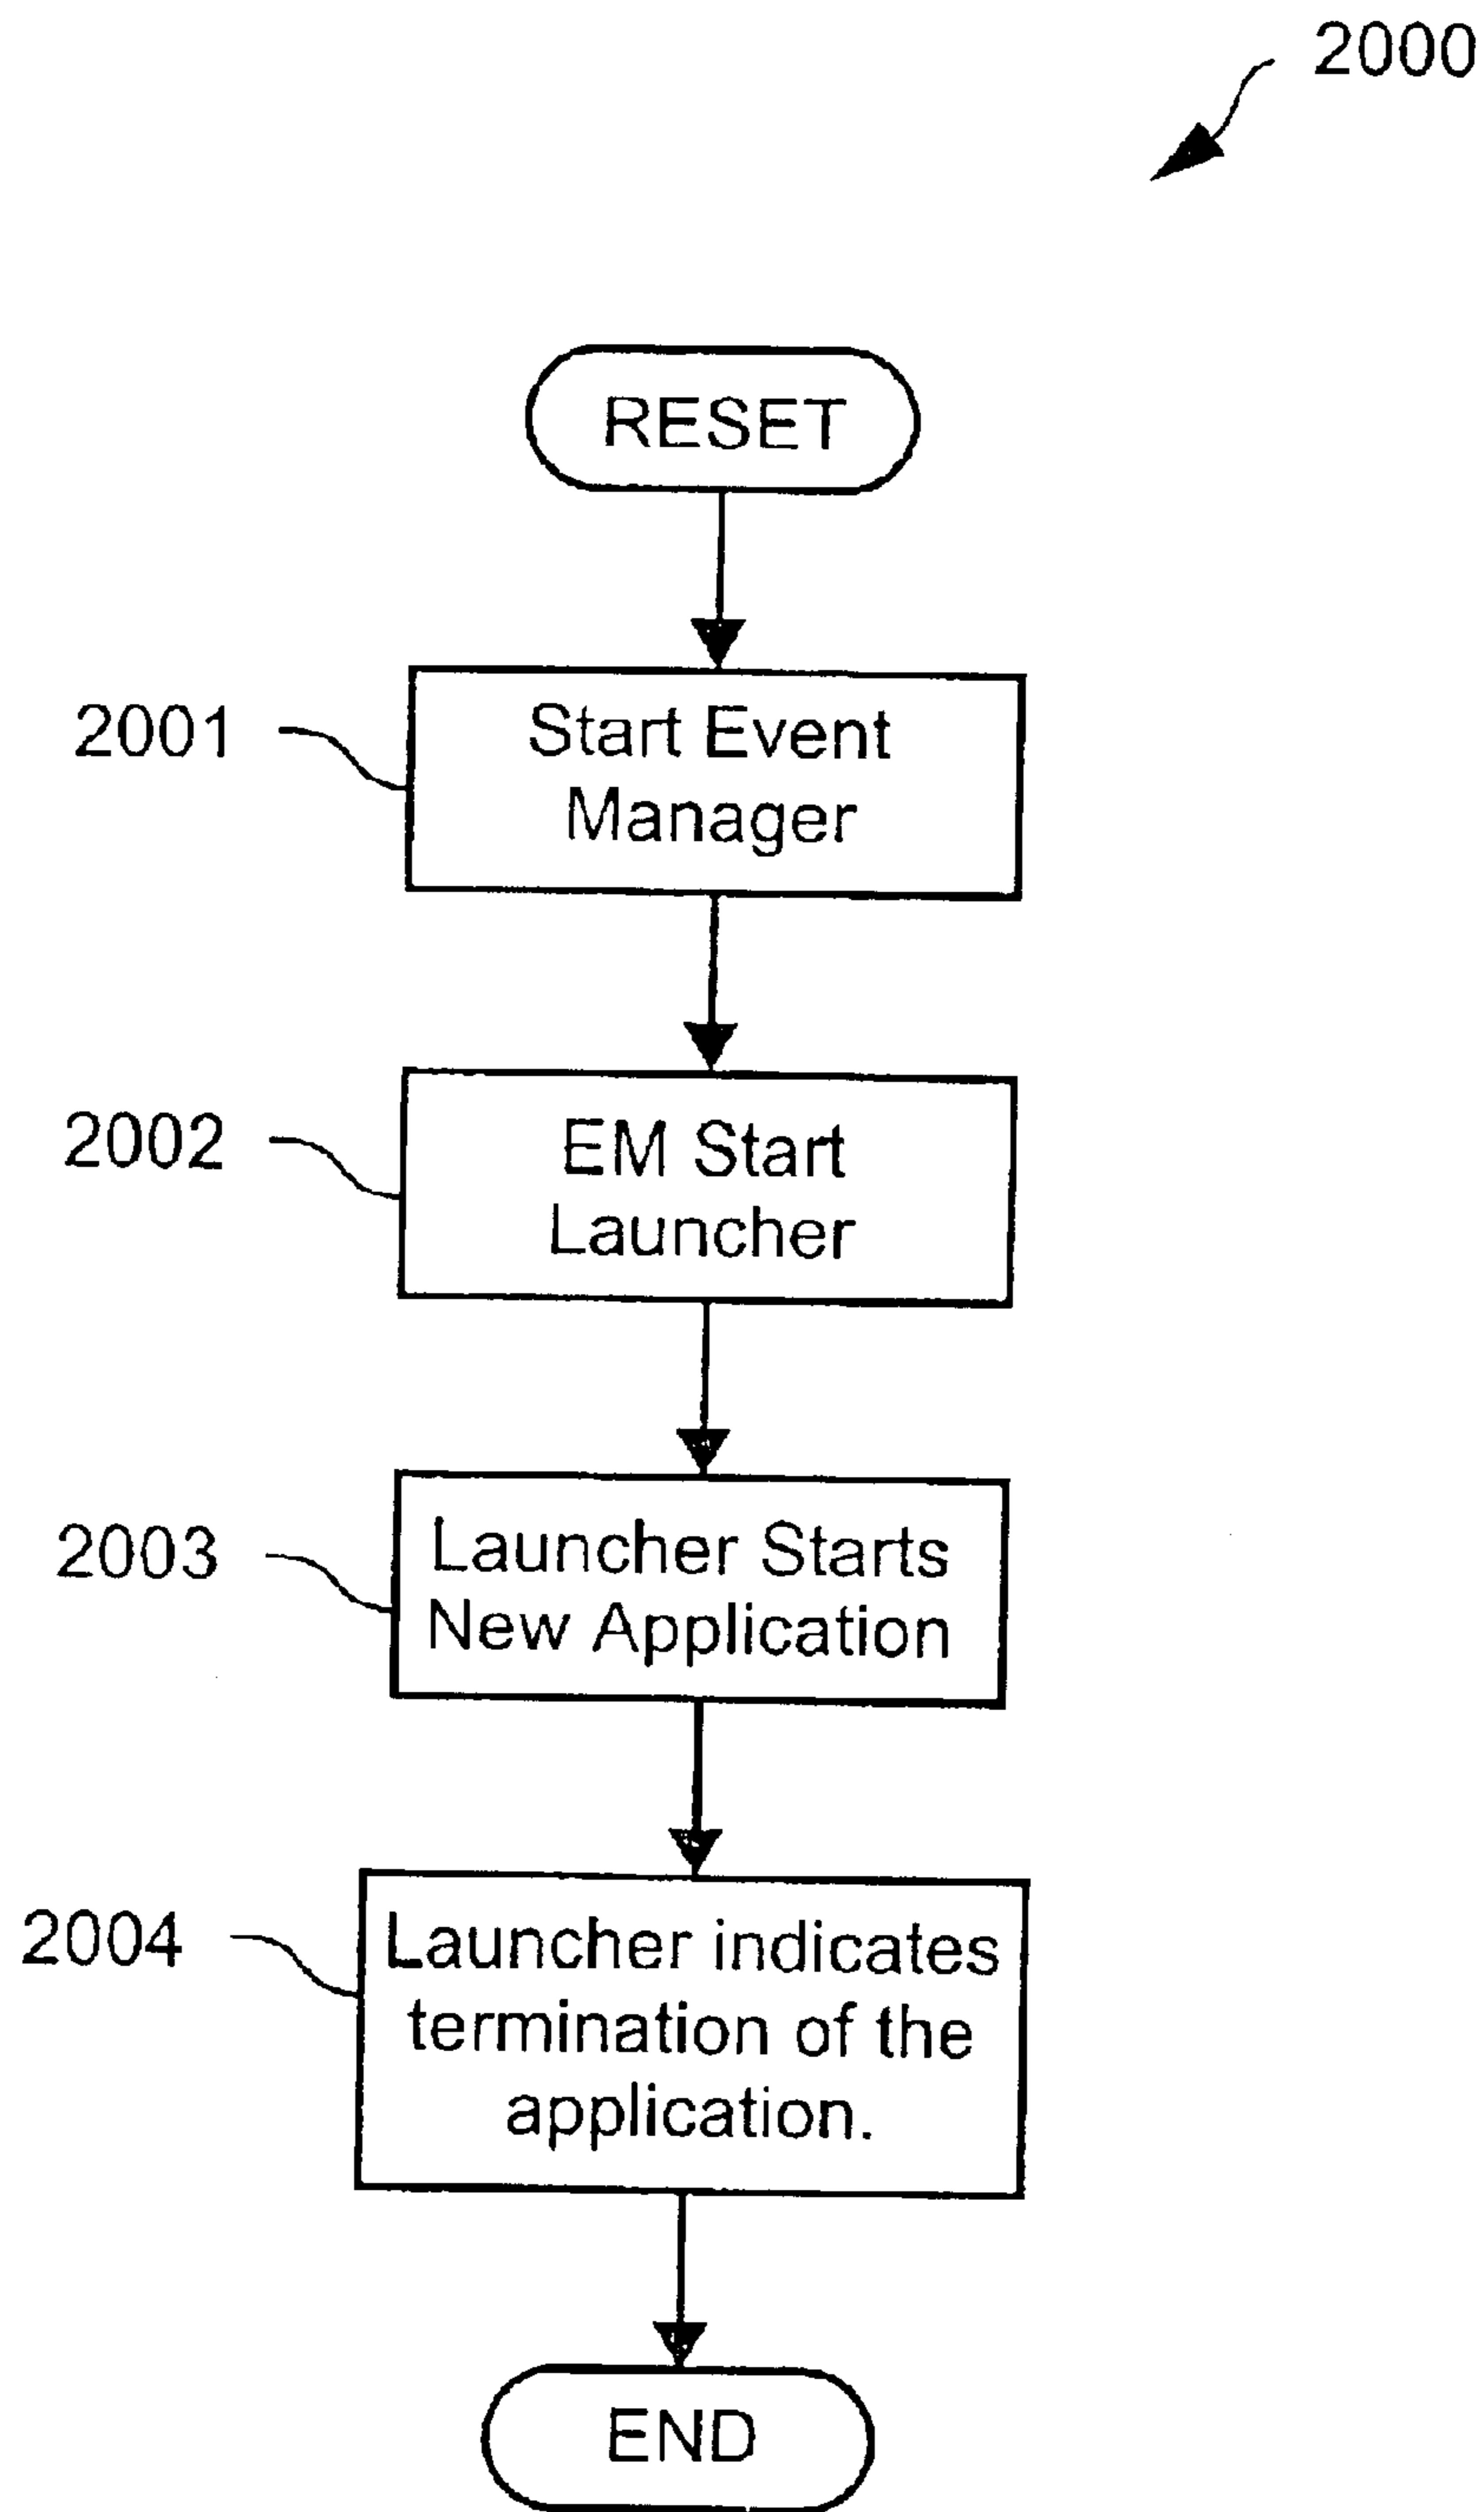 2000
RESET
2001
Start Event
Manager
2002
EM Start
Launcher
2003
Launcher Starts
New Application
2004
Launcher indicates
termination of the
application.
END